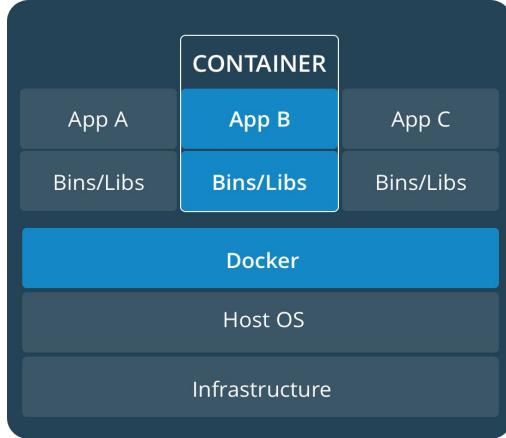 CONTAINER
App A App B App C
Bins/Libs Bins/Libs Bins/Libs
Docker
Host OS
Infrastructure